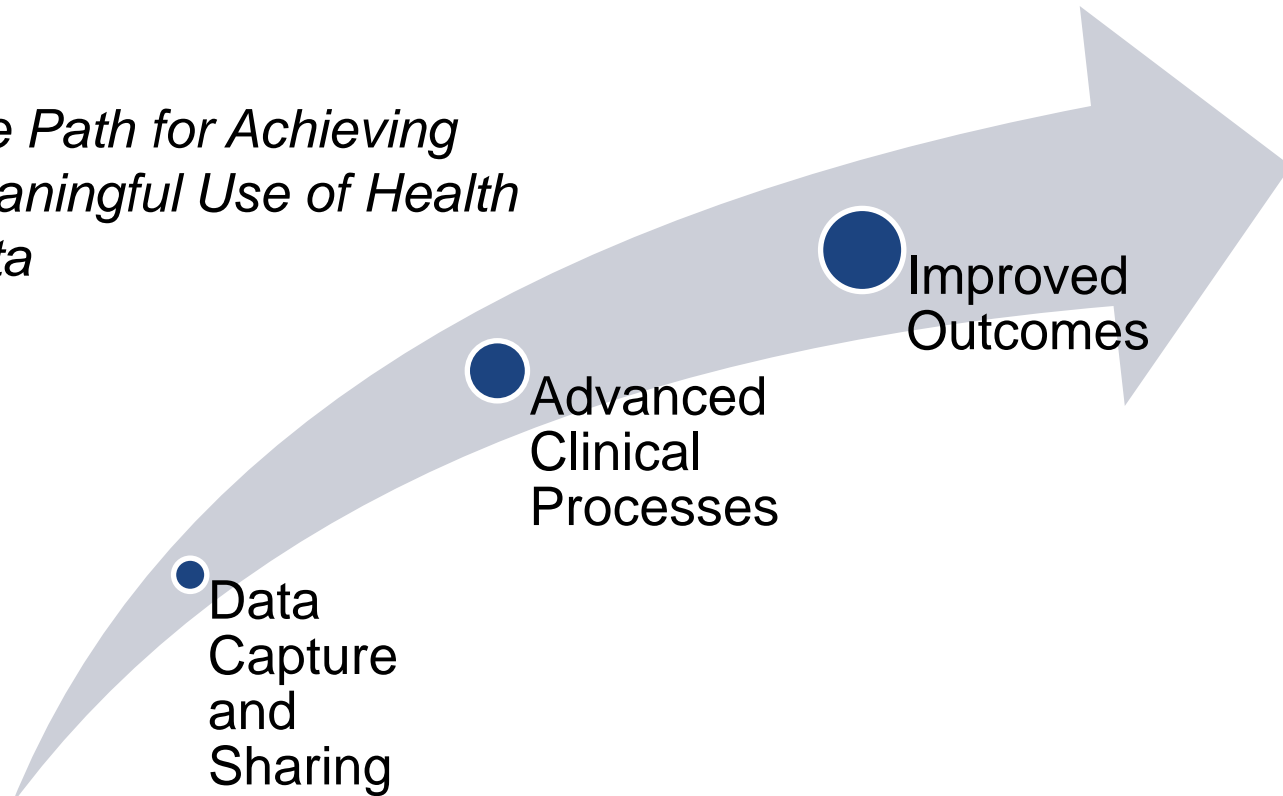 e Path for Achieving
aningful Use of Health
ta
Improved
Outcomes
Advanced
Clinical
Processes
Data
Capture
and
Sharing